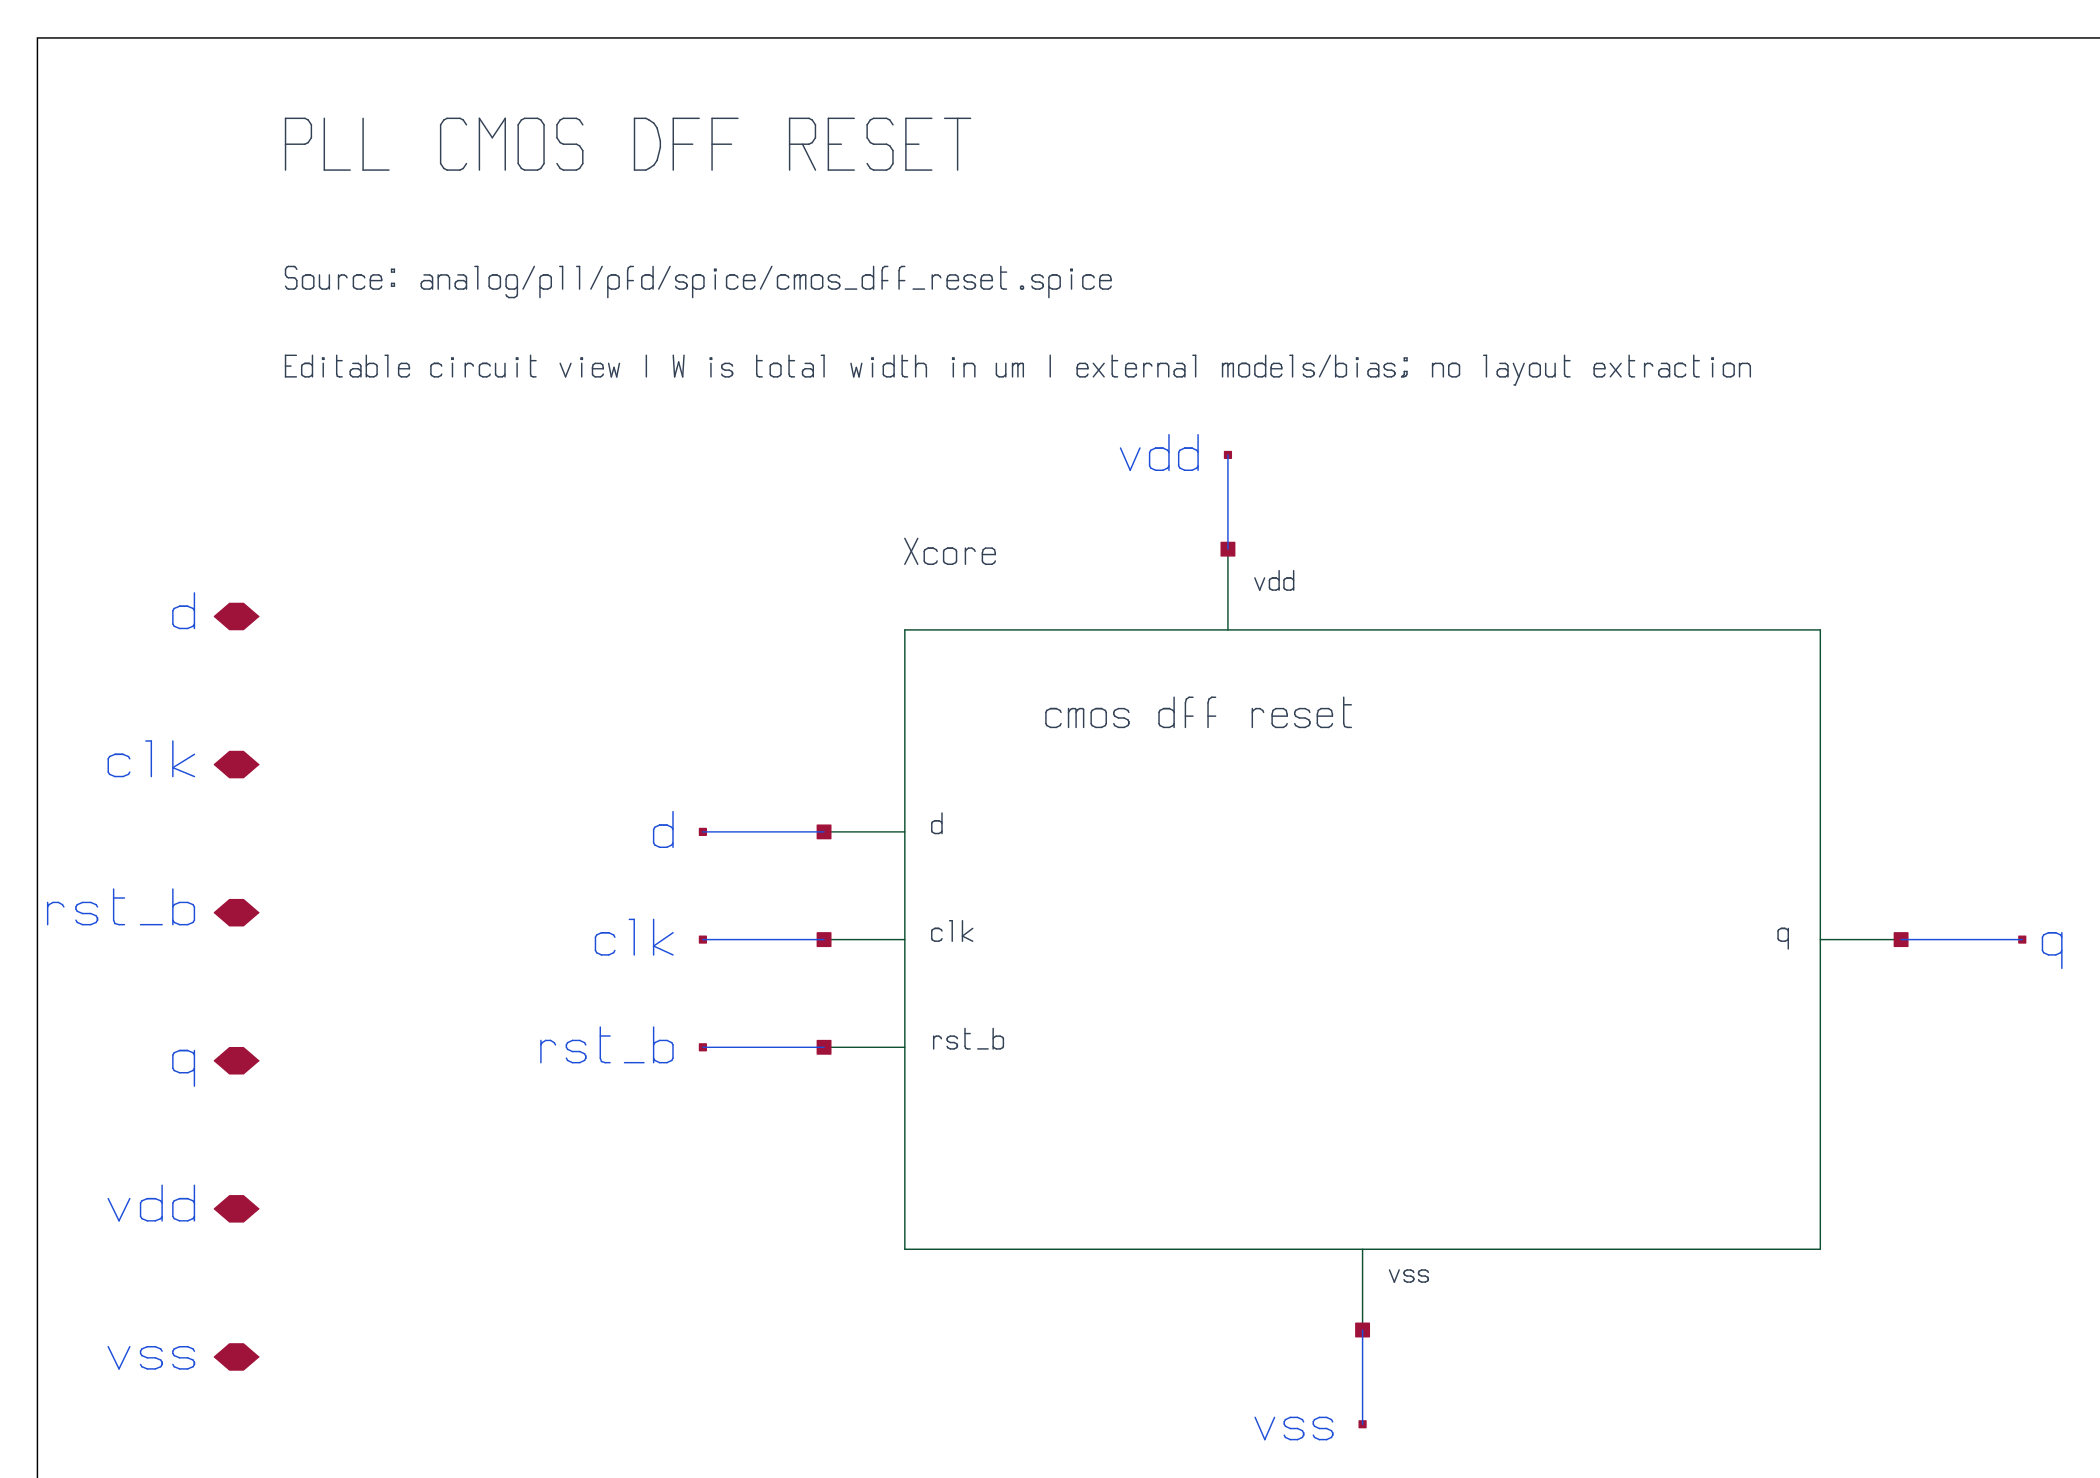 PLL CMOS DFF RESET
Source: analog/pll/pfd/spice/cmos_dff_reset.spice
Editable circuit view | W is total width in um | external models/bias; no layout extraction
vdd
Xcore
vdd
d
cmos dff reset
clk
d
d
rst_b
clk
clk
q
q
rst_b
rst_b
q
vdd
vss
vss
vss